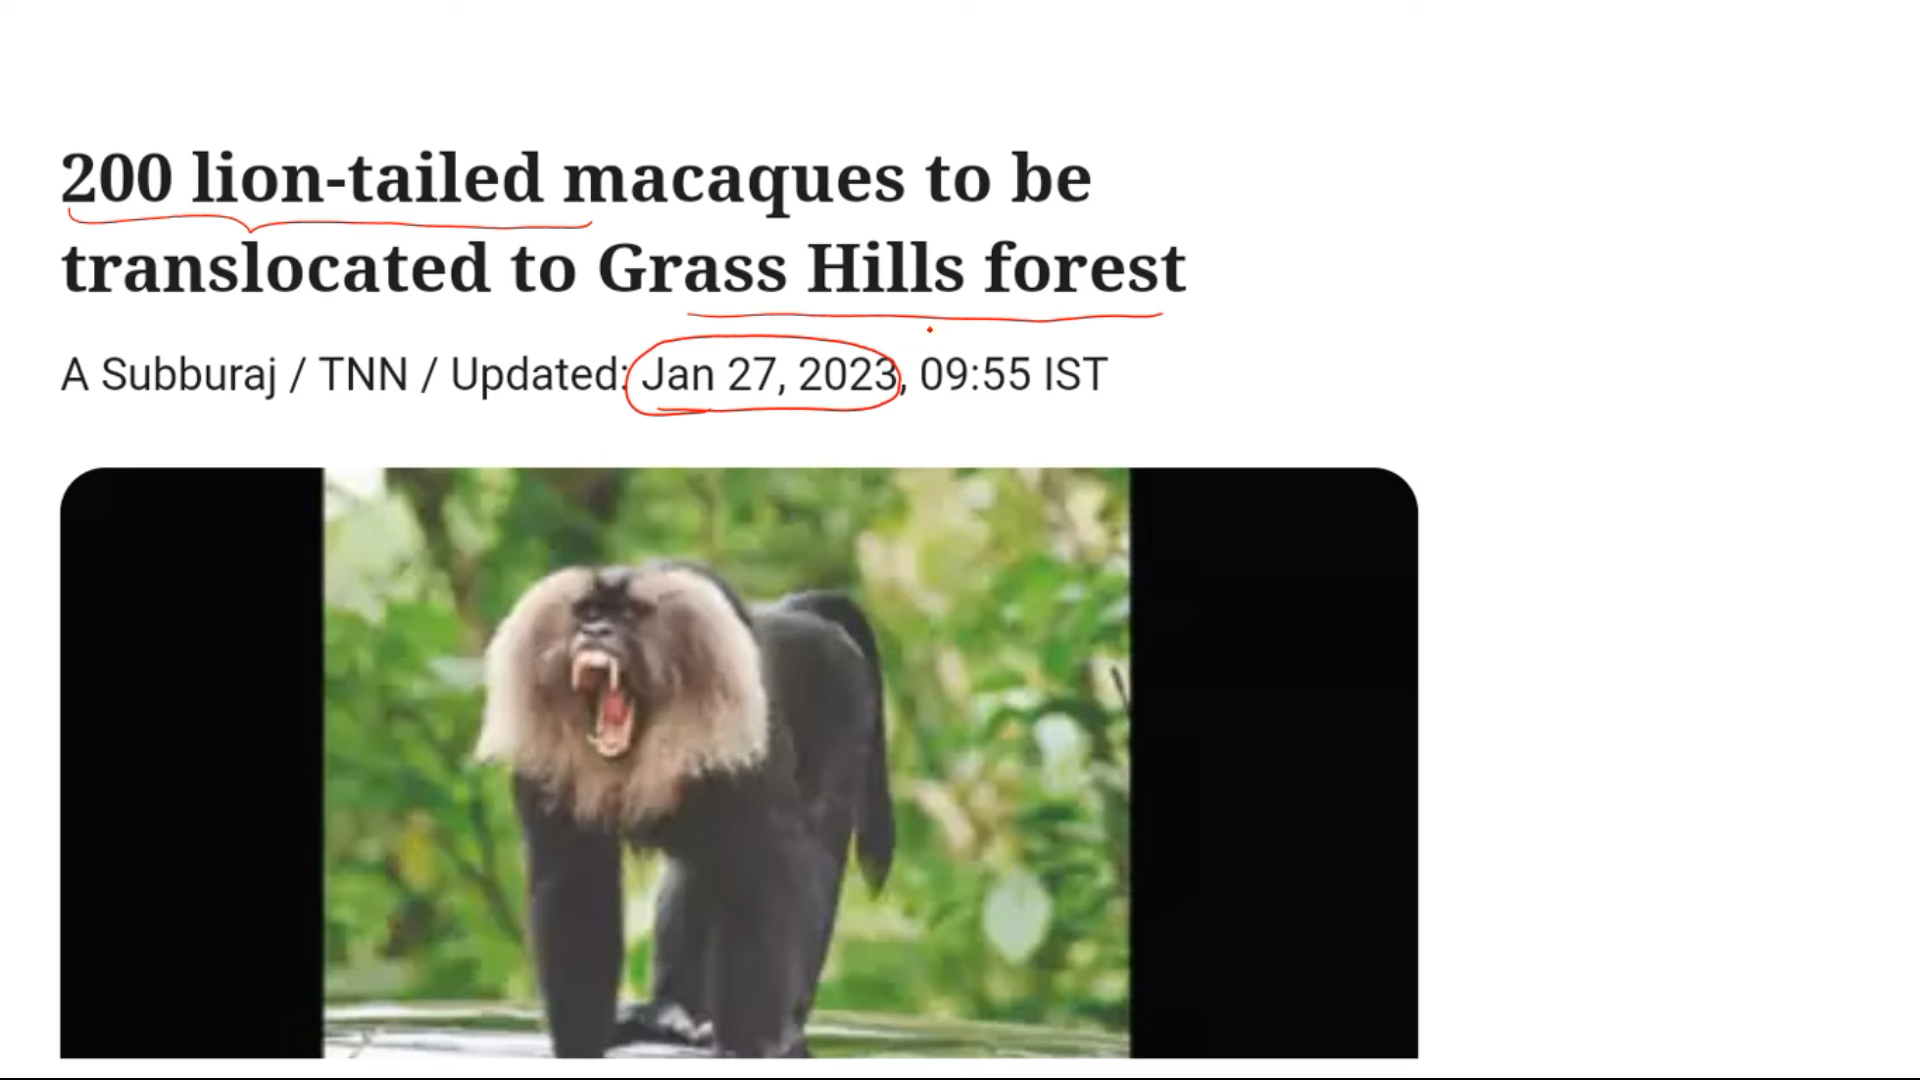 200 lion-tailed macaques to be
translocated to Grass Hills forest
A Subburaj / TNN / Updated: Jan 27, 2023, 09:55 IST